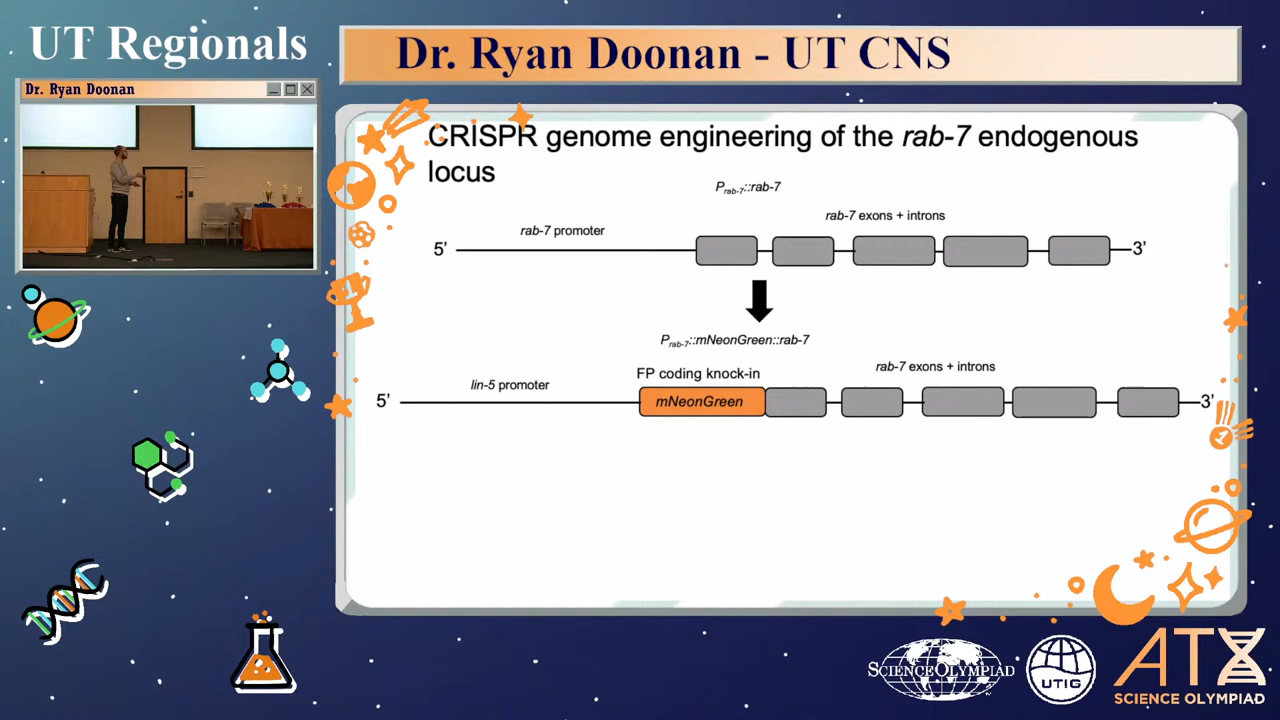 UT Regionals
Dr. Ryan Doonan - UT CNS
Dr. Ryan Doonan
CRISPR genome engineering of the rab-7 endogenous
locus
Prab-7::rab-7
rab-7 promoter
rab-7 exons + introns
5’
3’
Prab-7::mNeonGreen::rab-7
FP coding knock-in
rab-7 exons + introns
lin-5 promoter
5’
mNeonGreen
3’
1
SCIENCE OLYMPIAD
UTIG
ATX
SCIENCE OLYMPIAD